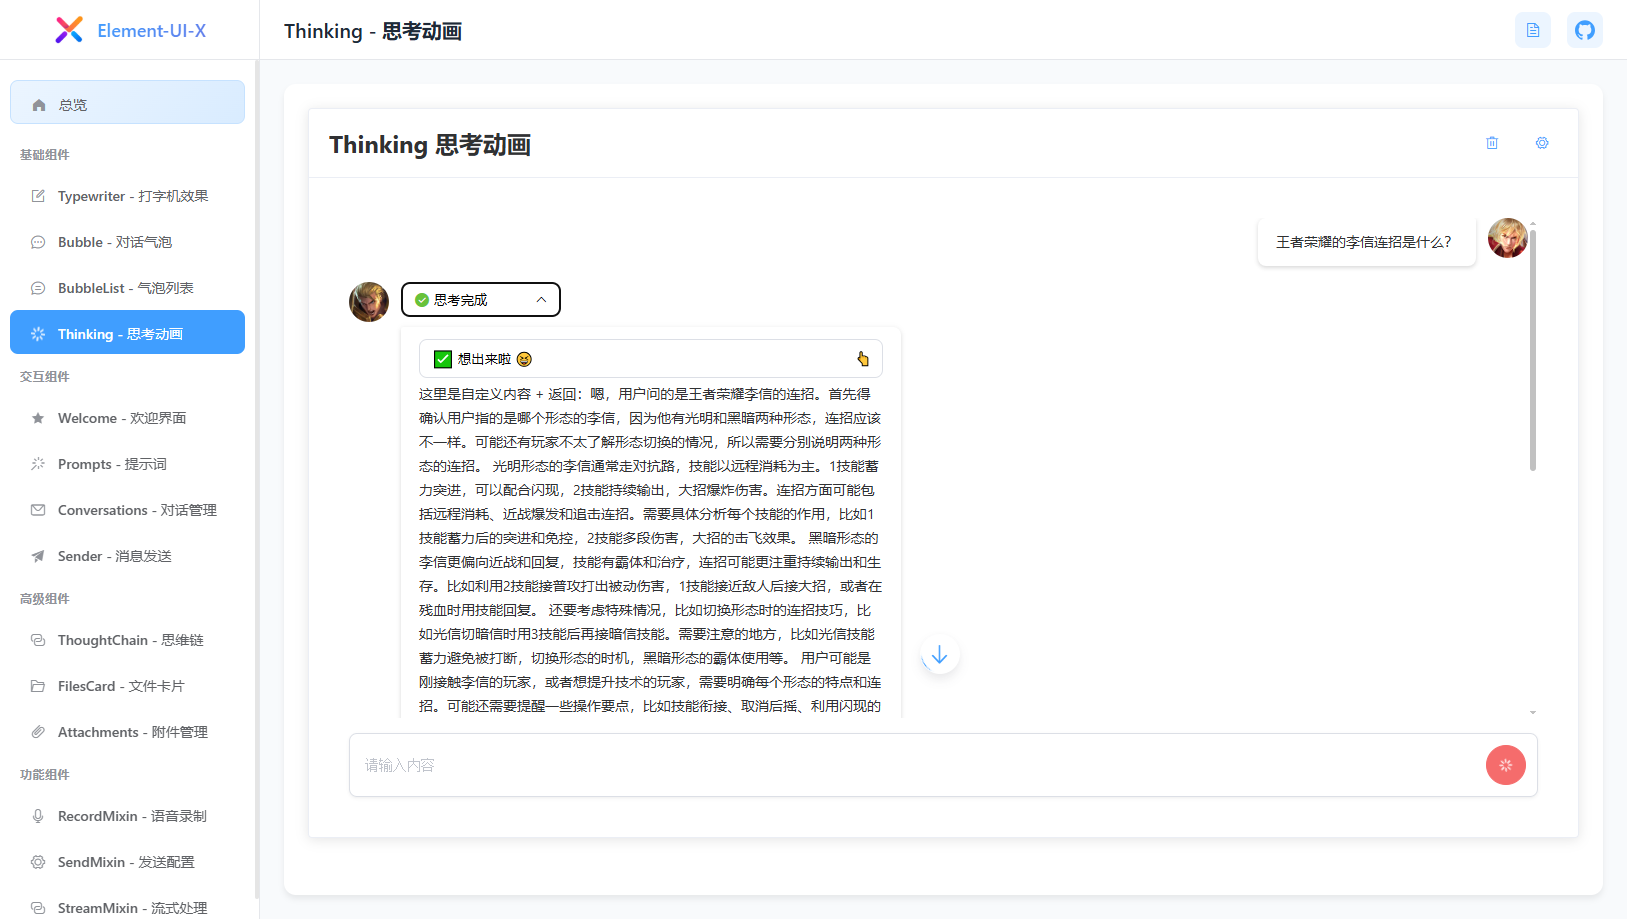 Element-UI-X
Thinking - 思考动画
总览
基础组件
Typewriter - 打字机效果
Bubble - 对话气泡
BubbleList - 气泡列表
Thinking - 思考动画
交互组件
Welcome - 欢迎界面
Prompts - 提示词
Conversations - 对话管理
Sender - 消息发送
高级组件
ThoughtChain - 思维链
FilesCard - 文件卡片
Attachments - 附件管理
功能组件
RecordMixin - 语音录制
SendMixin - 发送配置
StreamMixin - 流式处理
Thinking 思考动画
王者荣耀的李信连招是什么?
思考完成
✅ 想出来啦 😆 👆
这里是自定义内容 + 返回：嗯，用户问的是王者荣耀李信的连招。首先得
确认用户指的是哪个形态的李信，因为他有光明和黑暗两种形态，连招应该
不一样。可能还有玩家不太了解形态切换的情况，所以需要分别说明两种形
态的连招。 光明形态的李信通常走对抗路，技能以远程消耗为主。1技能蓄
力突进，可以配合闪现，2技能持续输出，大招爆炸伤害。连招方面可能包
括远程消耗、近战爆发和追击连招。需要具体分析每个技能的作用，比如1
技能蓄力后的突进和免控，2技能多段伤害，大招的击飞效果。 黑暗形态的
李信更偏向近战和回复，技能有霸体和治疗，连招可能更注重持续输出和生
存。比如利用2技能接普攻打出被动伤害，1技能接近敌人后接大招，或者在
残血时用技能回复。 还要考虑特殊情况，比如切换形态时的连招技巧，比
如光信切暗信时用3技能后再接暗信技能。需要注意的地方，比如光信技能
蓄力避免被打断，切换形态的时机，黑暗形态的霸体使用等。 用户可能是
刚接触李信的玩家，或者想提升技术的玩家，需要明确每个形态的特点和连
招。可能还需要提醒一些操作要点，比如技能衔接、取消后摇、利用闪现的
请输入内容